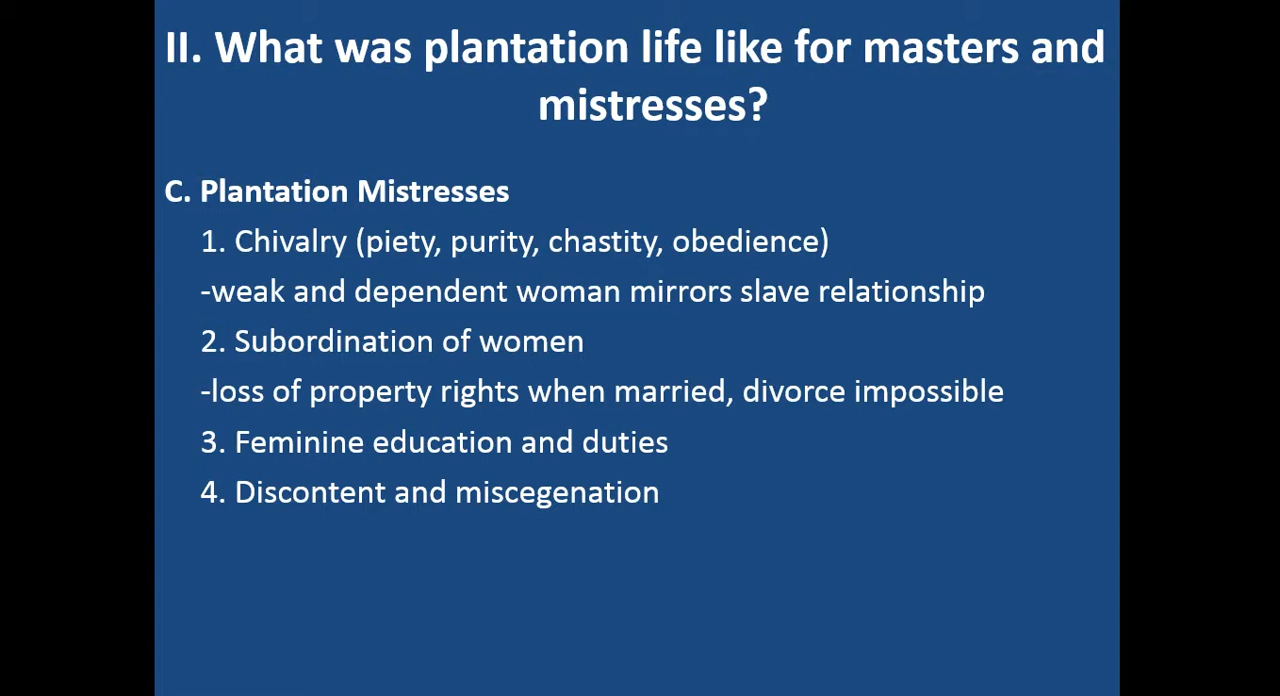 II. What was plantation life like for masters and
mistresses?
C. Plantation Mistresses
1. Chivalry (piety, purity, chastity, obedience)
-weak and dependent woman mirrors slave relationship
2. Subordination of women
-loss of property rights when married, divorce impossible
3. Feminine education and duties
4. Discontent and miscegenation